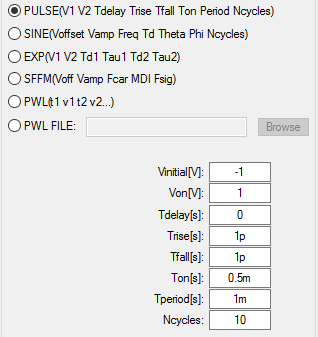 PULSE(V1 V2 Tdelay Trise Tfall Ton Period Ncycles)
SINE(Voffset Vamp Freq Td Theta Phi Ncycles)
EXP(V1 V2 Td1 Tau1 Td2 Tau2)
SFFM(Voff Vamp Fcar MDI Fsig)
PWL(t1 v1 t2 v2...)
PWL FILE: Browse
Vinitial[V]: -1
Von[V]: 1
Tdelay[s]: 0
Trise[s]: 1p
Tfall[s]: 1p
Ton[s]: 0.5m
Tperiod[s]: 1m
Ncycles: 10